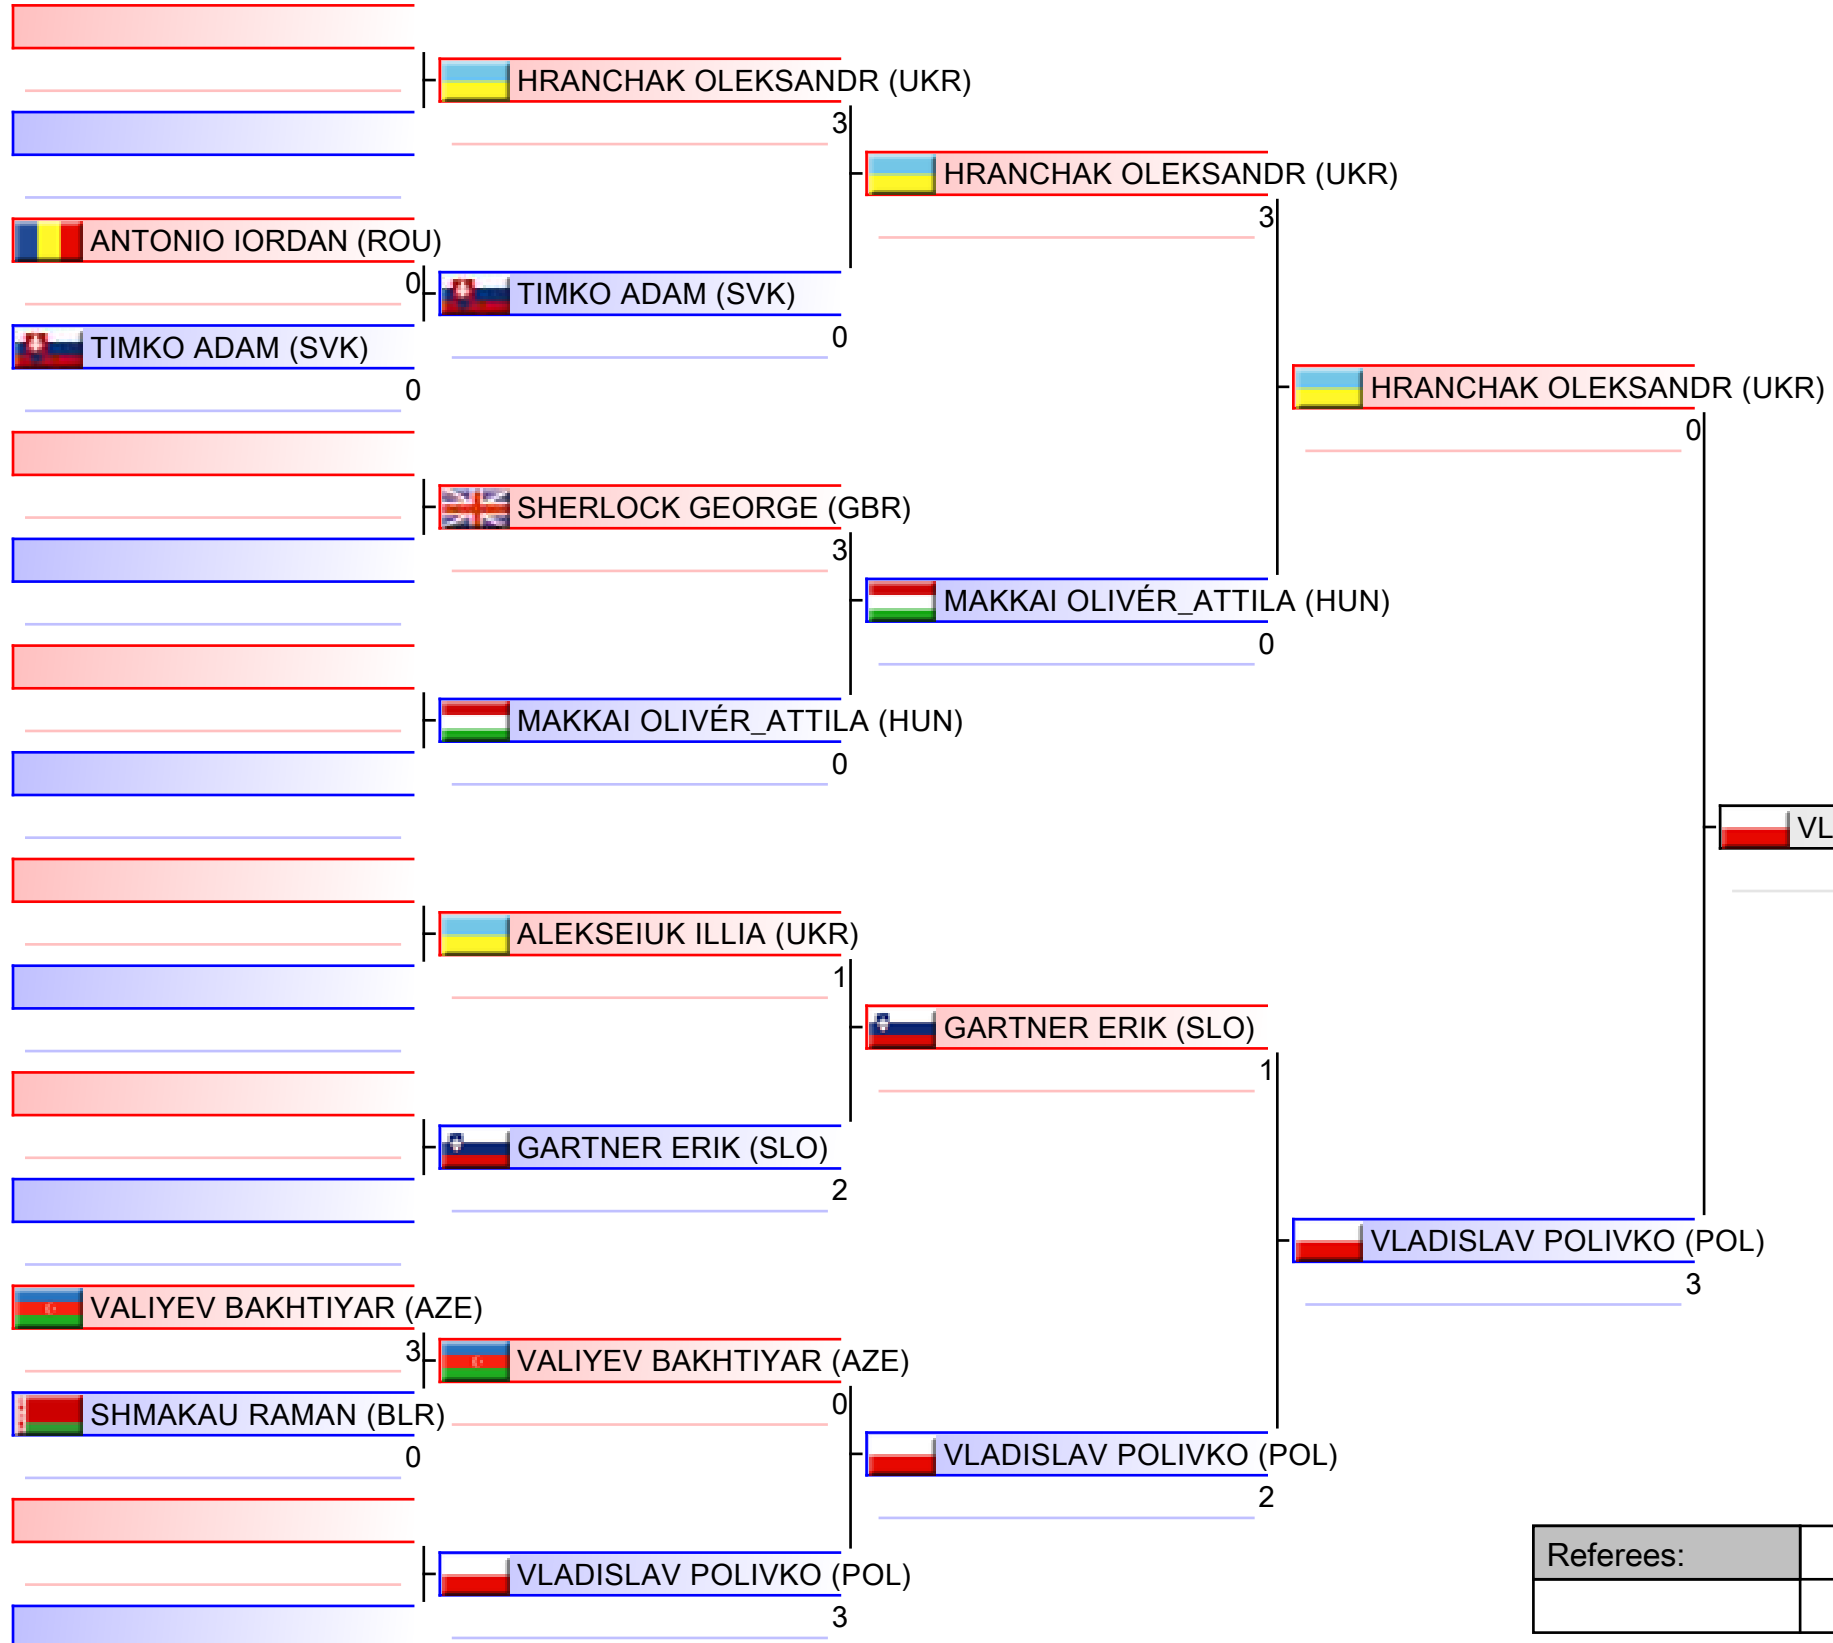 HRANCHAK OLEKSANDR (UKR)
3
HRANCHAK OLEKSANDR (UKR)
3
ANTONIO IORDAN (ROU)
0
TIMKO ADAM (SVK)
0
TIMKO ADAM (SVK)
0
HRANCHAK OLEKSANDR (UKR)
0
SHERLOCK GEORGE (GBR)
3
MAKKAI OLIVÉR_ATTILA (HUN)
0
MAKKAI OLIVÉR_ATTILA (HUN)
0
VL
ALEKSEIUK ILLIA (UKR)
1
GARTNER ERIK (SLO)
1
GARTNER ERIK (SLO)
2
VLADISLAV POLIVKO (POL)
3
VALIYEV BAKHTIYAR (AZE)
3
VALIYEV BAKHTIYAR (AZE)
0
SHMAKAU RAMAN (BLR)
0
VLADISLAV POLIVKO (POL)
2
VLADISLAV POLIVKO (POL)
3
Referees: